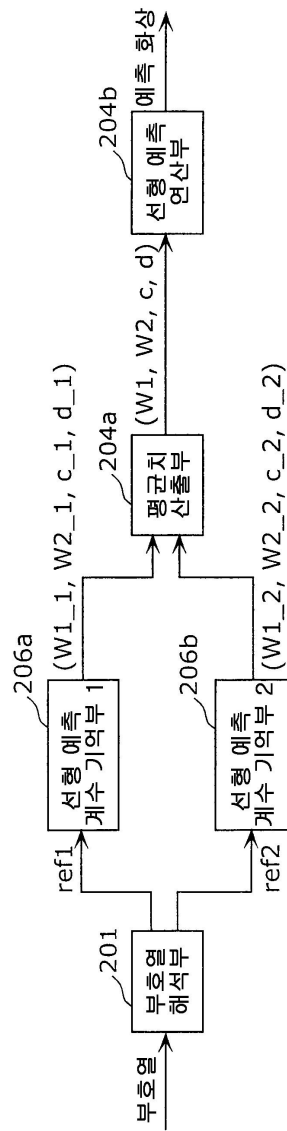 부호열
201
부호열
해석부
ref1
ref2
206a
선형 예측
계수 기억부 1
(W1_1, W2_1, c_1, d_1)
206b
선형 예측
계수 기억부 2
(W1_2, W2_2, c_2, d_2)
204a
평균치
산출부
(W1, W2, c, d)
204b
선형 예측
연산부
예측 화상